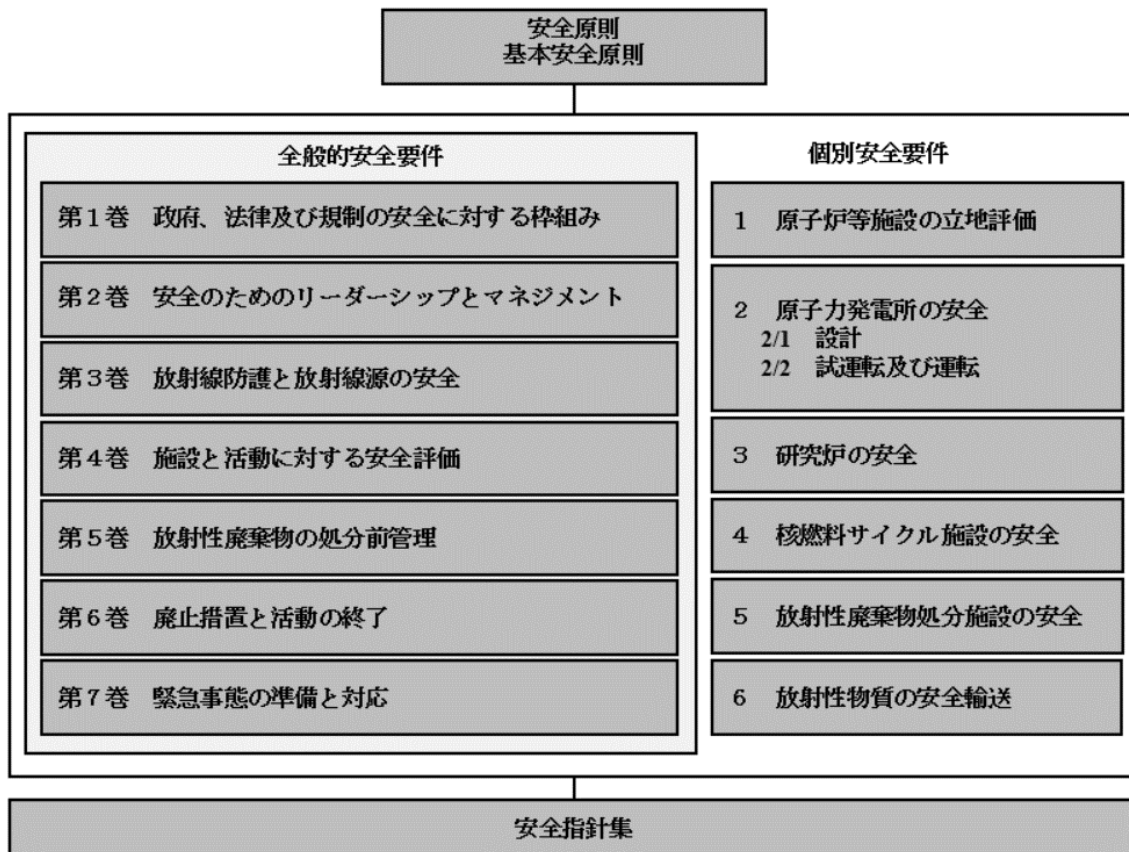 安全原則
基本安全原則
全般的安全要件
第１巻　政府、法律及び規制の安全に対する枠組み
第２巻　安全のためのリーダーシップとマネジメント
第３巻　放射線防護と放射線源の安全
第４巻　施設と活動に対する安全評価
第５巻　放射性廃棄物の処分前管理
第６巻　廃止措置と活動の終了
第７巻　緊急事態の準備と対応
個別安全要件
１　原子炉等施設の立地評価
２　原子力発電所の安全
2/1　設計
2/2　試運転及び運転
３　研究炉の安全
４　核燃料サイクル施設の安全
５　放射性廃棄物処分施設の安全
６　放射性物質の安全輸送
安全指針集